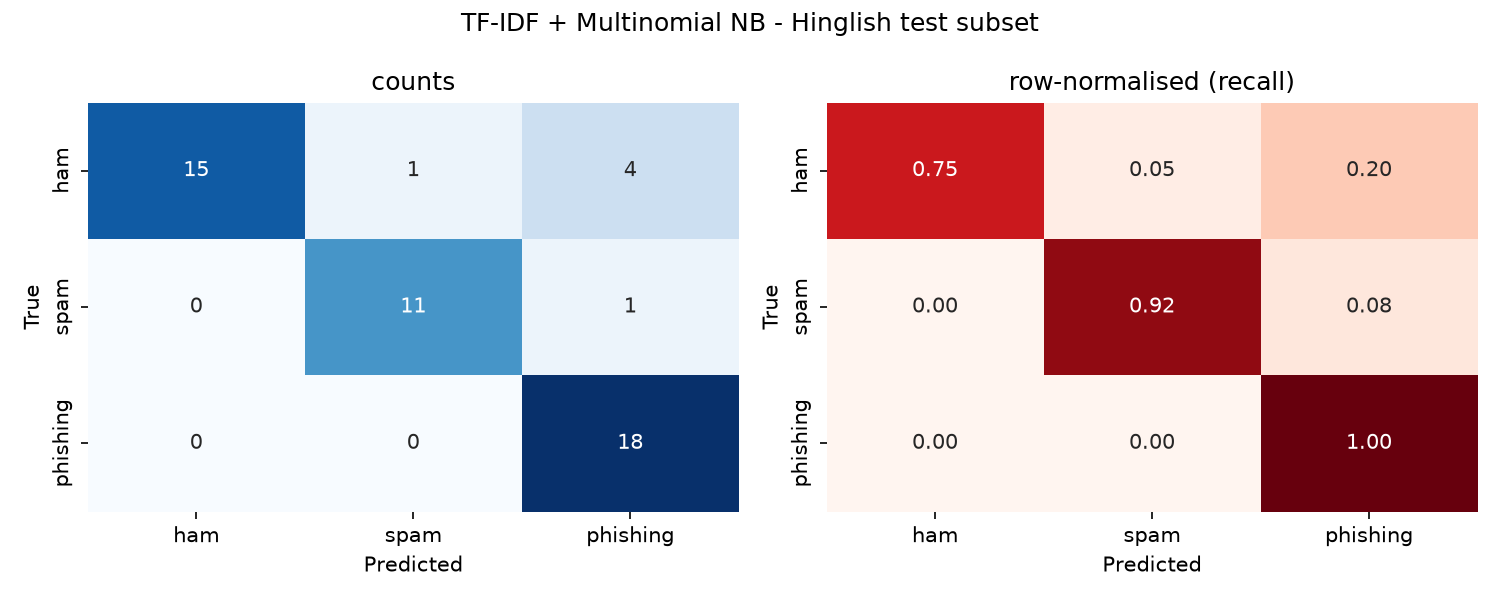 TF-IDF + Multinomial NB - Hinglish test subset
counts
ham
15
1
4
True
spam
0
11
1
phishing
0
0
18
ham
spam
phishing
Predicted
row-normalised (recall)
ham
0.75
0.05
0.20
True
spam
0.00
0.92
0.08
phishing
0.00
0.00
1.00
ham
spam
phishing
Predicted